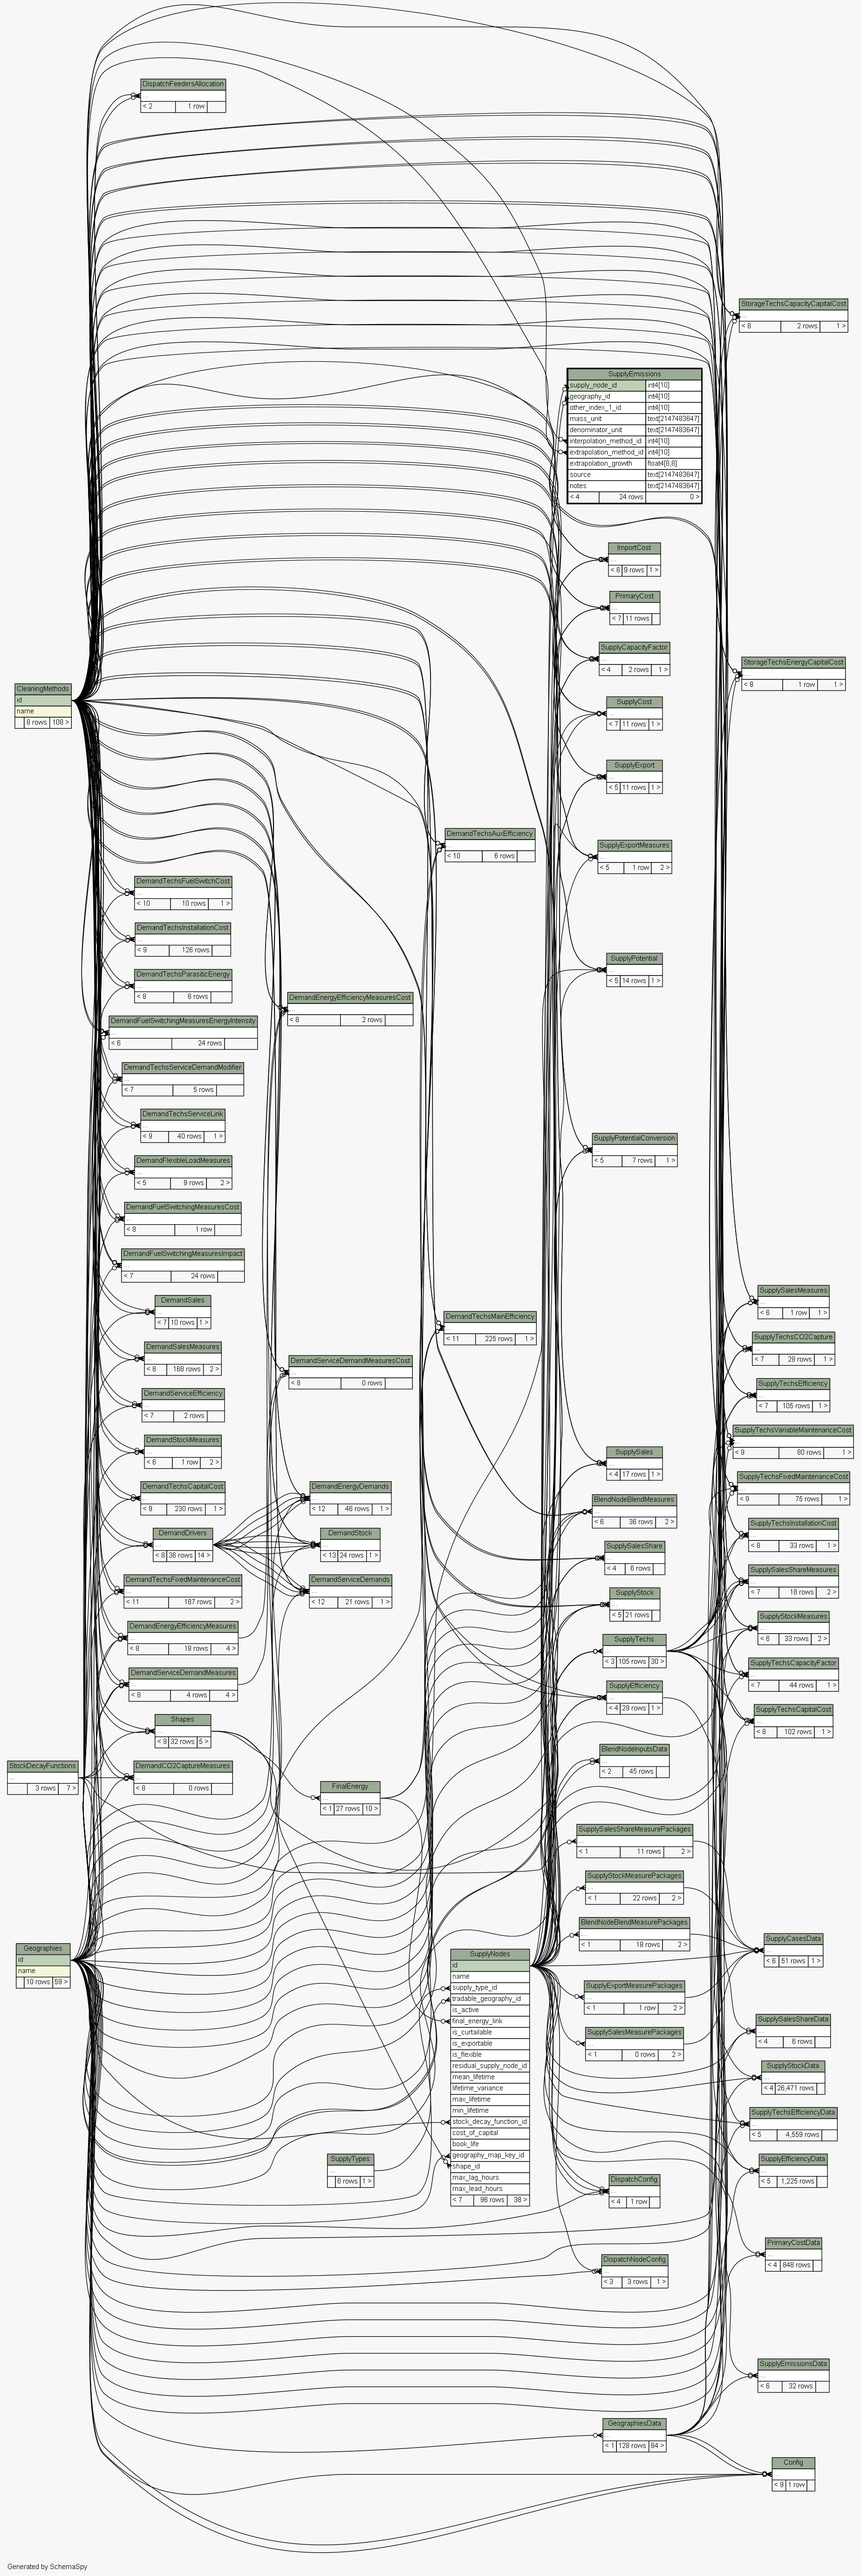 DispatchFeedersAllocation
...
< 2 1 row
StorageTechsCapacityCapitalCost
...
< 8 2 rows 1 >
SupplyEmissions
supply_node_id int4[10]
geography_id int4[10]
other_index_1_id int4[10]
mass_unit text[2147483647]
denominator_unit text[2147483647]
interpolation_method_id int4[10]
extrapolation_method_id int4[10]
extrapolation_growth float4[8,8]
source text[2147483647]
notes text[2147483647]
< 4 24 rows 0 >
ImportCost
...
< 6 9 rows 1 >
PrimaryCost
...
< 7 11 rows
SupplyCapacityFactor
...
< 4 2 rows 1 >
StorageTechsEnergyCapitalCost
...
< 8 1 row 1 >
CleaningMethods
id
name
8 rows 108 >
SupplyCost
...
< 7 11 rows 1 >
SupplyExport
...
< 5 11 rows 1 >
DemandTechsAuxEfficiency
...
< 10 6 rows
SupplyExportMeasures
...
< 5 1 row 2 >
DemandTechsFuelSwitchCost
...
< 10 10 rows 1 >
DemandTechsInstallationCost
...
< 9 126 rows
DemandTechsParasiticEnergy
...
< 8 6 rows
SupplyPotential
...
< 5 14 rows 1 >
DemandEnergyEfficiencyMeasuresCost
...
< 8 2 rows
DemandFuelSwitchingMeasuresEnergyIntensity
...
< 6 24 rows
DemandTechsServiceDemandModifier
...
< 7 5 rows
DemandTechsServiceLink
...
< 9 40 rows 1 >
SupplyPotentialConversion
...
< 5 7 rows 1 >
DemandFlexibleLoadMeasures
...
< 5 9 rows 2 >
DemandFuelSwitchingMeasuresCost
...
< 8 1 row
DemandFuelSwitchingMeasuresImpact
...
< 7 24 rows
DemandSales
...
< 7 10 rows 1 >
SupplySalesMeasures
...
< 6 1 row 1 >
DemandTechsMainEfficiency
...
< 11 225 rows 1 >
SupplyTechsCO2Capture
...
< 7 28 rows 1 >
DemandSalesMeasures
...
< 8 168 rows 2 >
DemandServiceDemandMeasuresCost
...
< 8 0 rows
SupplyTechsEfficiency
...
< 7 105 rows 1 >
DemandServiceEfficiency
...
< 7 2 rows
SupplyTechsVariableMaintenanceCost
...
< 9 80 rows 1 >
DemandStockMeasures
...
< 6 1 row 2 >
SupplySales
...
< 4 17 rows 1 >
SupplyTechsFixedMaintenanceCost
...
< 9 75 rows 1 >
DemandTechsCapitalCost
...
< 9 230 rows 1 >
DemandEnergyDemands
...
< 12 46 rows 1 >
BlendNodeBlendMeasures
...
< 6 36 rows 2 >
SupplyTechsInstallationCost
...
< 8 33 rows 1 >
DemandDrivers
...
< 8 36 rows 14 >
DemandStock
...
< 13 24 rows 1 >
SupplySalesShare
...
< 4 6 rows
SupplySalesShareMeasures
...
< 7 18 rows 2 >
DemandTechsFixedMaintenanceCost
...
< 11 187 rows 2 >
DemandServiceDemands
...
< 12 21 rows 1 >
SupplyStock
...
< 5 21 rows
SupplyStockMeasures
...
< 6 33 rows 2 >
DemandEnergyEfficiencyMeasures
...
< 8 18 rows 4 >
SupplyTechs
...
< 3 105 rows 30 >
SupplyTechsCapacityFactor
...
< 7 44 rows 1 >
DemandServiceDemandMeasures
...
< 8 4 rows 4 >
SupplyEfficiency
...
< 4 29 rows 1 >
SupplyTechsCapitalCost
...
< 8 102 rows 1 >
Shapes
...
< 9 32 rows 5 >
BlendNodeInputsData
...
< 2 45 rows
StockDecayFunctions
...
3 rows 7 >
DemandCO2CaptureMeasures
...
< 8 0 rows
FinalEnergy
...
< 1 27 rows 10 >
SupplySalesShareMeasurePackages
...
< 1 11 rows 2 >
SupplyStockMeasurePackages
...
< 1 22 rows 2 >
BlendNodeBlendMeasurePackages
...
< 1 18 rows 2 >
SupplyCasesData
...
< 6 51 rows 1 >
Geographies
id
name
10 rows 59 >
SupplyNodes
id
name
supply_type_id
tradable_geography_id
is_active
final_energy_link
is_curtailable
is_exportable
is_flexible
residual_supply_node_id
mean_lifetime
lifetime_variance
max_lifetime
min_lifetime
stock_decay_function_id
cost_of_capital
book_life
geography_map_key_id
shape_id
max_lag_hours
max_lead_hours
< 7 96 rows 38 >
SupplyExportMeasurePackages
...
< 1 1 row 2 >
SupplySalesMeasurePackages
...
< 1 0 rows 2 >
SupplySalesShareData
...
< 4 6 rows
SupplyStockData
...
< 4 26,471 rows
SupplyTechsEfficiencyData
...
< 5 4,559 rows
SupplyTypes
...
6 rows 1 >
SupplyEfficiencyData
...
< 5 1,225 rows
DispatchConfig
...
< 4 1 row
PrimaryCostData
...
< 4 848 rows
DispatchNodeConfig
...
< 3 3 rows 1 >
SupplyEmissionsData
...
< 6 32 rows
GeographiesData
...
< 1 128 rows 64 >
Config
...
< 9 1 row
Generated by SchemaSpy